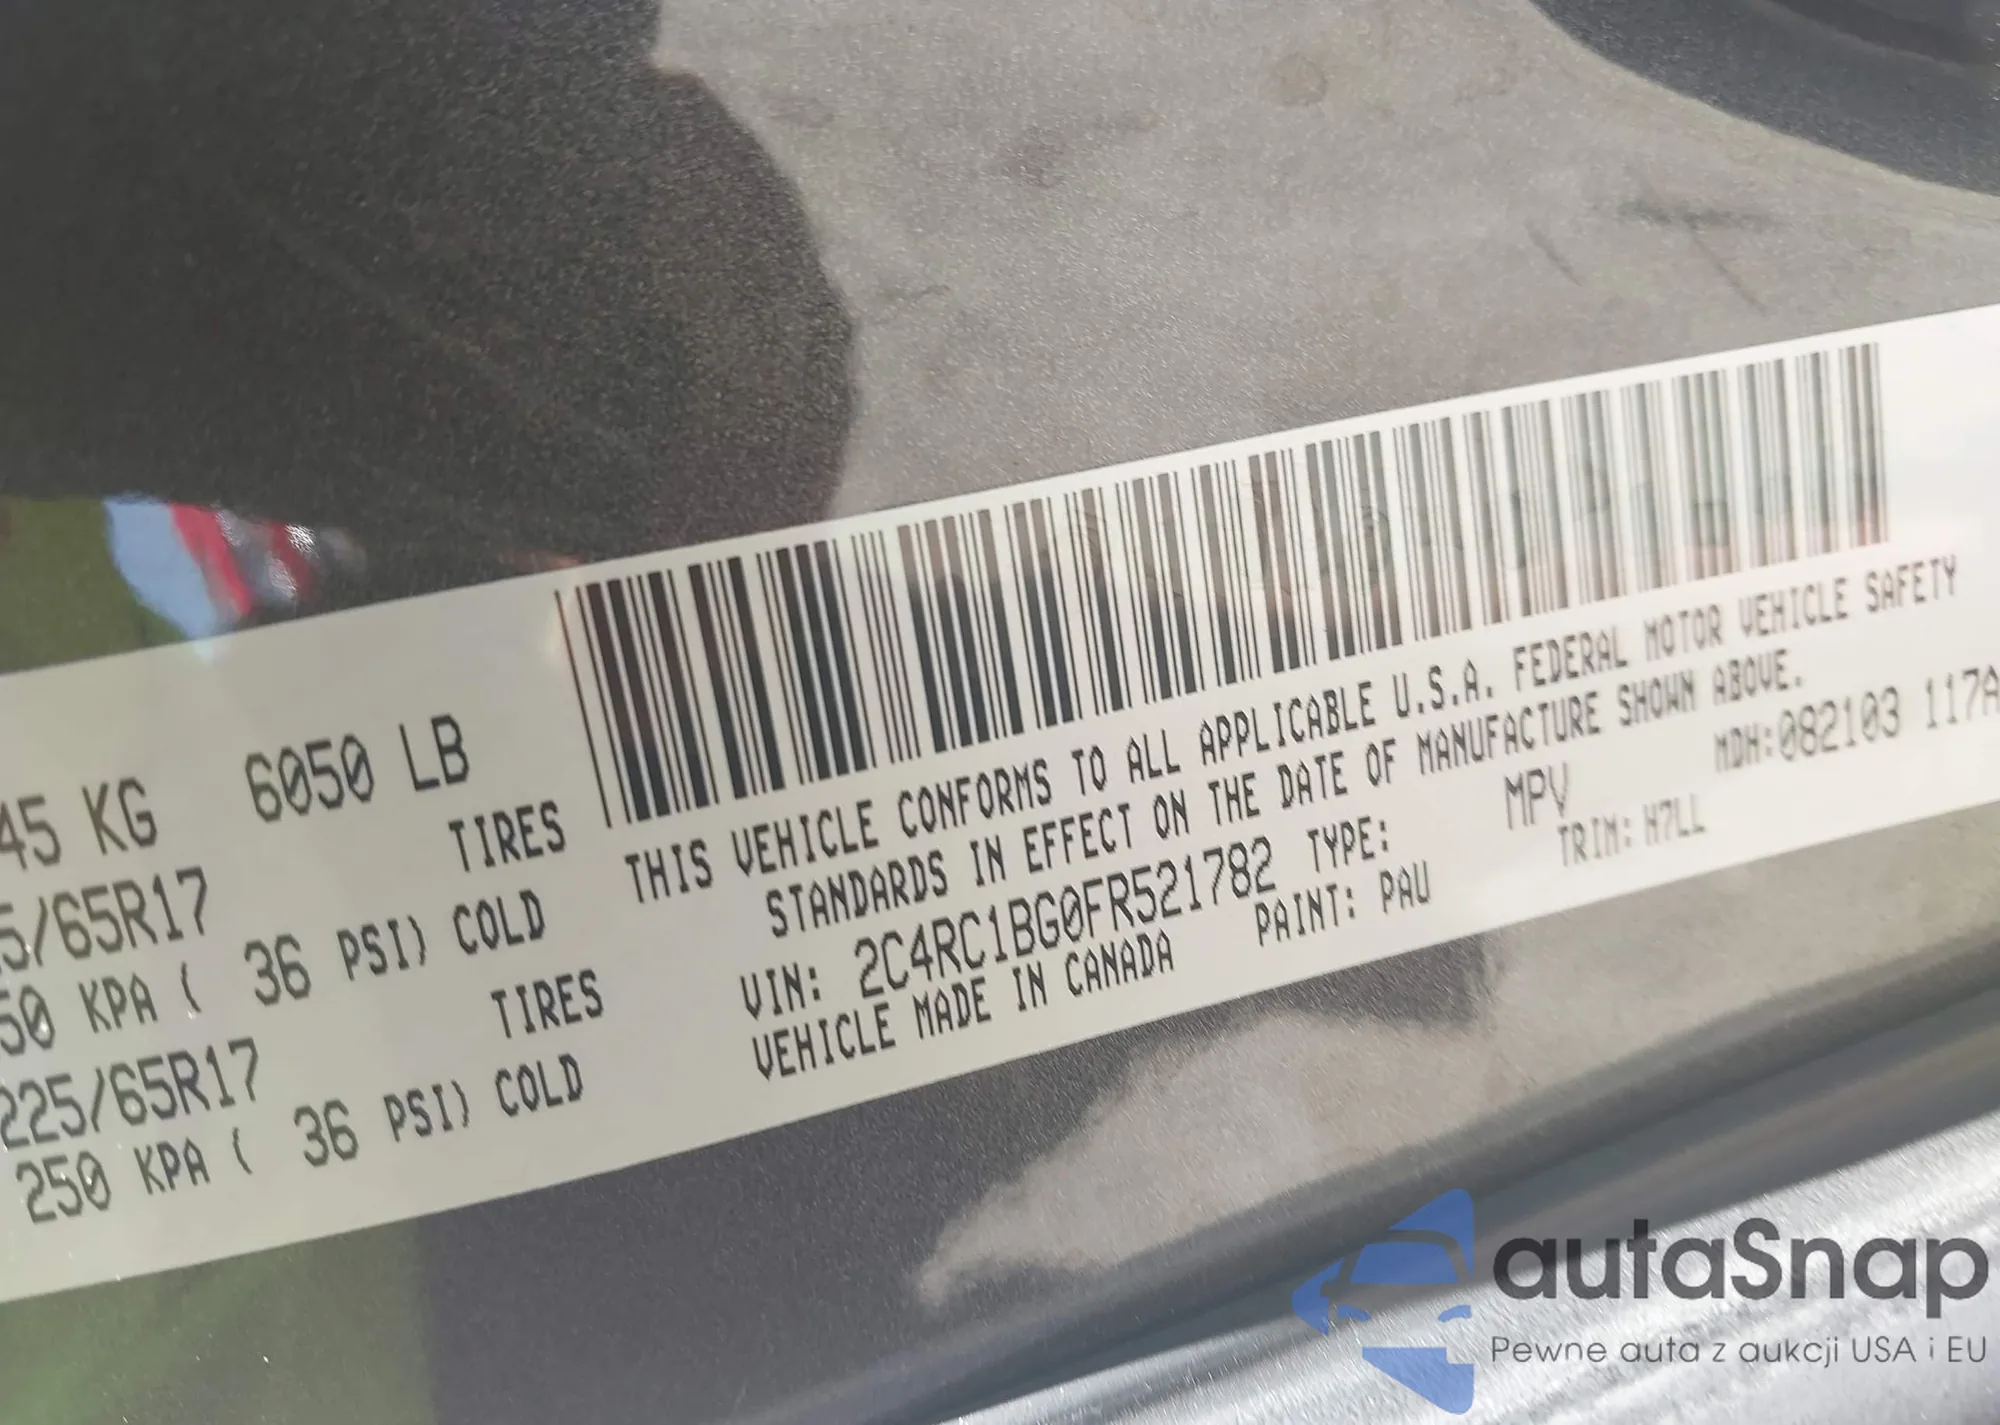 45 KG 6050 LB
5/65R17 TIRES
50 KPA ( 36 PSI) COLD
225/65R17 TIRES
250 KPA ( 36 PSI) COLD
THIS VEHICLE CONFORMS TO ALL APPLICABLE U.S.A. FEDERAL MOTOR VEHICLE SAFETY
STANDARDS IN EFFECT ON THE DATE OF MANUFACTURE SHOWN ABOVE.
MDH:082103 117A
VIN: 2C4RC1BG0FR521782 TYPE: MPV
VEHICLE MADE IN CANADA PAINT: PAU TRIM: H7LL
autaSnap
Pewne auta z aukcji USA i EU